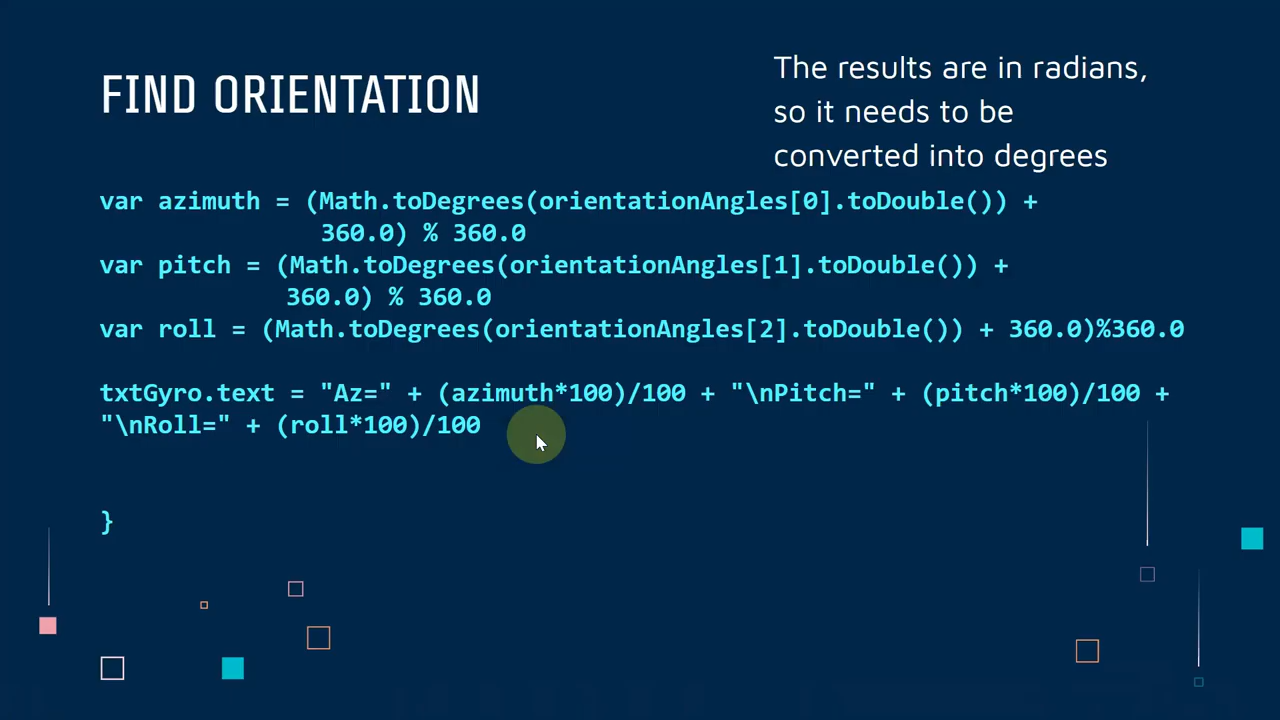 FIND ORIENTATION
The results are in radians,
so it needs to be
converted into degrees
var azimuth = (Math.toDegrees(orientationAngles[0].toDouble()) +
360.0) % 360.0
var pitch = (Math.toDegrees(orientationAngles[1].toDouble()) +
360.0) % 360.0
var roll = (Math.toDegrees(orientationAngles[2].toDouble()) + 360.0)%360.0
txtGyro.text = "Az=" + (azimuth*100)/100 + "\nPitch=" + (pitch*100)/100 +
"\nRoll=" + (roll*100)/100
}